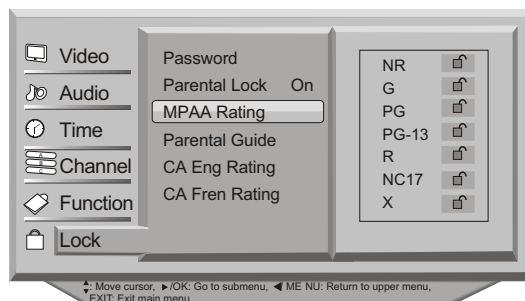 Video
Audio
Time
Channel
Function
Lock
Password
Parental Lock On
MPAA Rating
Parental Guide
CA Eng Rating
CA Fren Rating
NR
G
PG
PG-13
R
NC17
X
: Move cursor, ►/OK: Go to submenu, ◄/ ME NU: Return to upper menu,
EXIT: Exit main menu